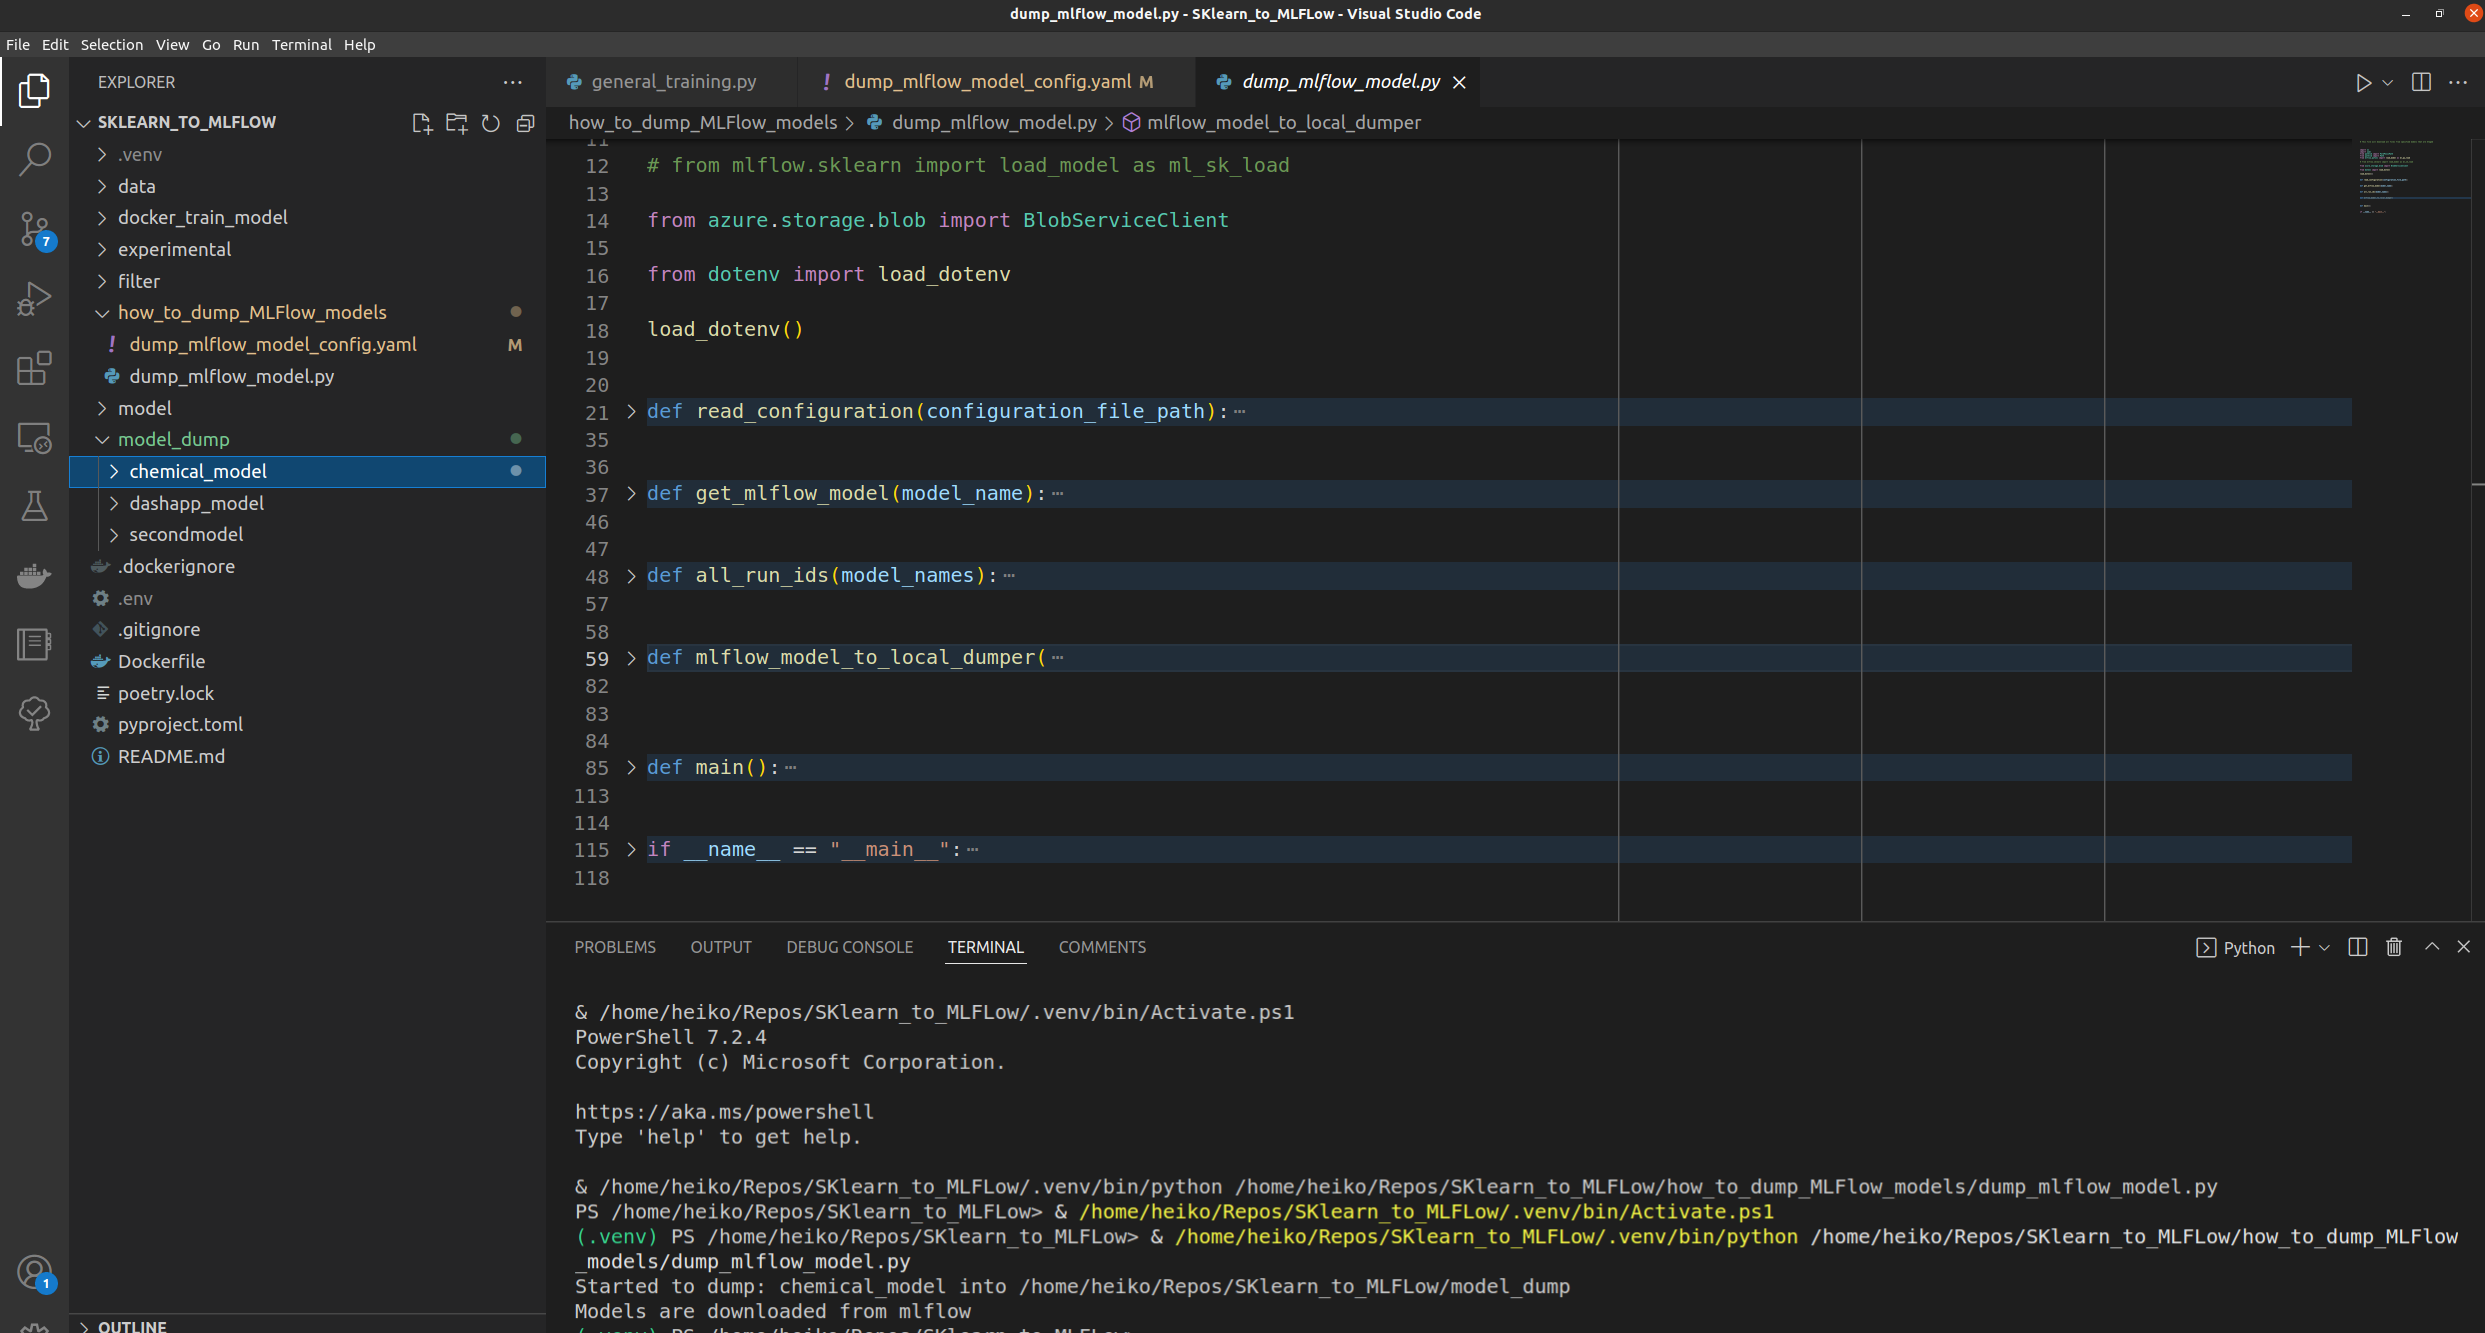 dump_mlflow_model.py - SKlearn_to_MLFLow - Visual Studio Code
File Edit Selection View Go Run Terminal Help
EXPLORER
SKLEARN_TO_MLFLOW
.venv
data
docker_train_model
experimental
filter
how_to_dump_MLFlow_models
dump_mlflow_model_config.yaml M
dump_mlflow_model.py
model
model_dump
chemical_model
dashapp_model
secondmodel
.dockerignore
.env
.gitignore
Dockerfile
poetry.lock
pyproject.toml
README.md
OUTLINE
7
1
general_training.py dump_mlflow_model_config.yaml M dump_mlflow_model.py
how_to_dump_MLFlow_models > dump_mlflow_model.py > mlflow_model_to_local_dumper
11
12 # from mlflow.sklearn import load_model as ml_sk_load
13
14 from azure.storage.blob import BlobServiceClient
15
16 from dotenv import load_dotenv
17
18 load_dotenv()
19
20
21 def read_configuration(configuration_file_path):…
35
36
37 def get_mlflow_model(model_name):…
46
47
48 def all_run_ids(model_names):…
57
58
59 def mlflow_model_to_local_dumper(…
82
83
84
85 def main():…
113
114
115 if __name__ == "__main__":…
118
PROBLEMS OUTPUT DEBUG CONSOLE TERMINAL COMMENTS
Python
& /home/heiko/Repos/SKlearn_to_MLFLow/.venv/bin/Activate.ps1
PowerShell 7.2.4
Copyright (c) Microsoft Corporation.
https://aka.ms/powershell
Type 'help' to get help.
& /home/heiko/Repos/SKlearn_to_MLFLow/.venv/bin/python /home/heiko/Repos/SKlearn_to_MLFLow/how_to_dump_MLFlow_models/dump_mlflow_model.py
PS /home/heiko/Repos/SKlearn_to_MLFLow> & /home/heiko/Repos/SKlearn_to_MLFLow/.venv/bin/Activate.ps1
(.venv) PS /home/heiko/Repos/SKlearn_to_MLFLow> & /home/heiko/Repos/SKlearn_to_MLFLow/.venv/bin/python /home/heiko/Repos/SKlearn_to_MLFLow/how_to_dump_MLFlow
_models/dump_mlflow_model.py
Started to dump: chemical_model into /home/heiko/Repos/SKlearn_to_MLFLow/model_dump
Models are downloaded from mlflow
(.venv) PS /home/heiko/Repos/SKlearn_to_MLFLow>